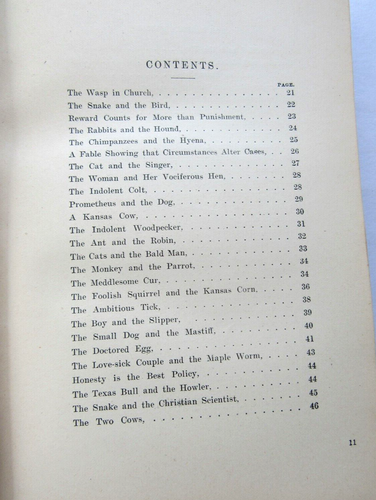 CONTENTS.
PAGE.
The Wasp in Church, . . . . . . . . . . 21
The Snake and the Bird, . . . . . . . . . 22
Reward Counts for More than Punishment, . . . . . 23
The Rabbits and the Hound, . . . . . . . . 24
The Chimpanzees and the Hyena, . . . . . . . 25
A Fable Showing that Circumstances Alter Cases, . . . 26
The Cat and the Singer, . . . . . . . . . 27
The Woman and Her Vociferous Hen, . . . . . . 28
The Indolent Colt, . . . . . . . . . . 28
Prometheus and the Dog, . . . . . . . . . 29
A Kansas Cow, . . . . . . . . . . . 30
The Indolent Woodpecker, . . . . . . . . 31
The Ant and the Robin, . . . . . . . . . 32
The Cats and the Bald Man, . . . . . . . . 33
The Monkey and the Parrot, . . . . . . . . 34
The Meddlesome Cur, . . . . . . . . . . 34
The Foolish Squirrel and the Kansas Corn, . . . . . 36
The Ambitious Tick, . . . . . . . . . . 38
The Boy and the Slipper, . . . . . . . . . 39
The Small Dog and the Mastiff, . . . . . . . 40
The Doctored Egg, . . . . . . . . . . 41
The Love-sick Couple and the Maple Worm, . . . . 43
Honesty is the Best Policy, . . . . . . . . 44
The Texas Bull and the Howler, . . . . . . . 44
The Snake and the Christian Scientist, . . . . . . 45
The Two Cows, . . . . . . . . . . . 46
11